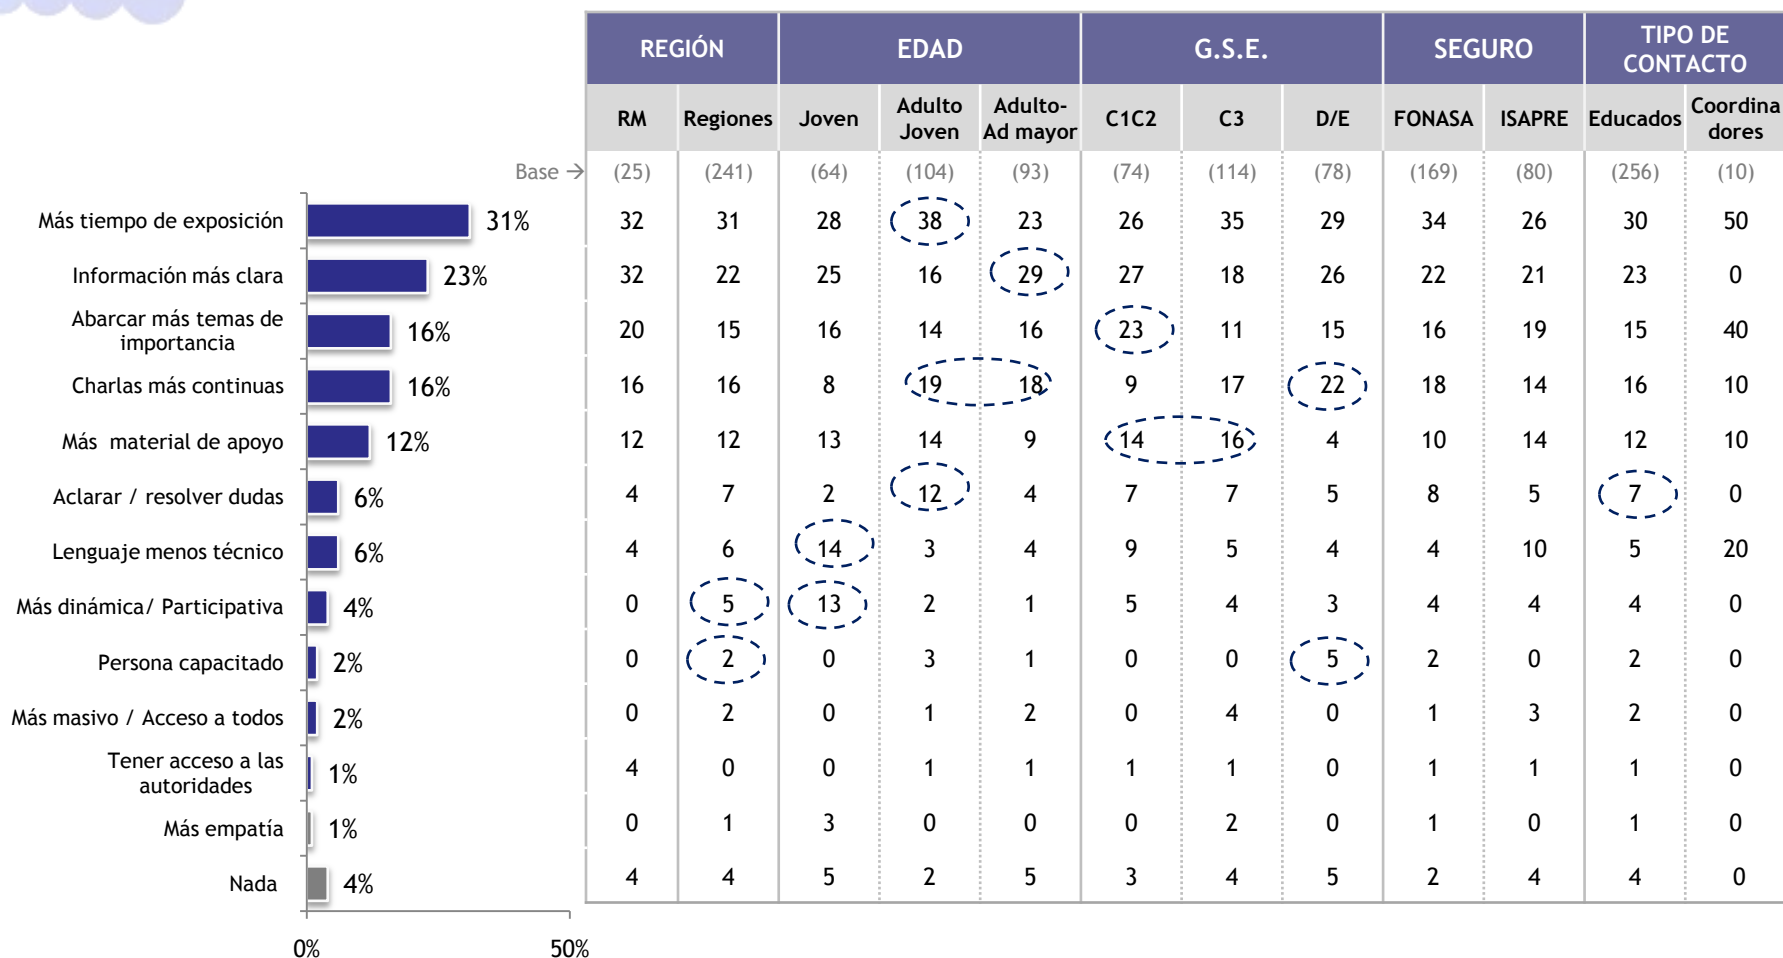 REGIÓN EDAD G.S.E. SEGURO TIPO DE
CONTACTO
RM Regiones Joven Adulto
Joven Adulto-
Ad mayor C1C2 C3 D/E FONASA ISAPRE Educados Coordina
dores
Base → (25) (241) (64) (104) (93) (74) (114) (78) (169) (80) (256) (10)
Más tiempo de exposición 31% 32 31 28 38 23 26 35 29 34 26 30 50
Información más clara 23% 32 22 25 16 29 27 18 26 22 21 23 0
Abarcar más temas de
importancia 16% 20 15 16 14 16 23 11 15 16 19 15 40
Charlas más continuas 16% 16 16 8 19 18 9 17 22 18 14 16 10
Más material de apoyo 12% 12 12 13 14 9 14 16 4 10 14 12 10
Aclarar / resolver dudas 6% 4 7 2 12 4 7 7 5 8 5 7 0
Lenguaje menos técnico 6% 4 6 14 3 4 9 5 4 4 10 5 20
Más dinámica/ Participativa 4% 0 5 13 2 1 5 4 3 4 4 4 0
Persona capacitado 2% 0 2 0 3 1 0 0 5 2 0 2 0
Más masivo / Acceso a todos 2% 0 2 0 1 2 0 4 0 1 3 2 0
Tener acceso a las
autoridades 1% 4 0 0 1 1 1 1 0 1 1 1 0
Más empatía 1% 0 1 3 0 0 0 2 0 1 0 1 0
Nada 4% 4 4 5 2 5 3 4 5 2 4 4 0
0% 50%